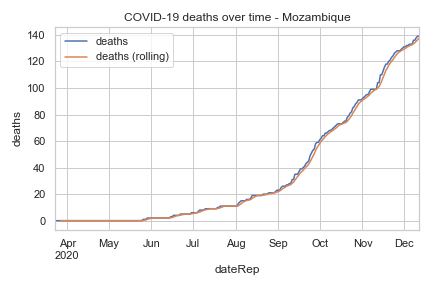 COVID-19 deaths over time - Mozambique
deaths
deaths (rolling)
140
120
100
80
60
40
20
0
deaths
Apr May Jun Jul Aug Sep Oct Nov Dec
2020
dateRep